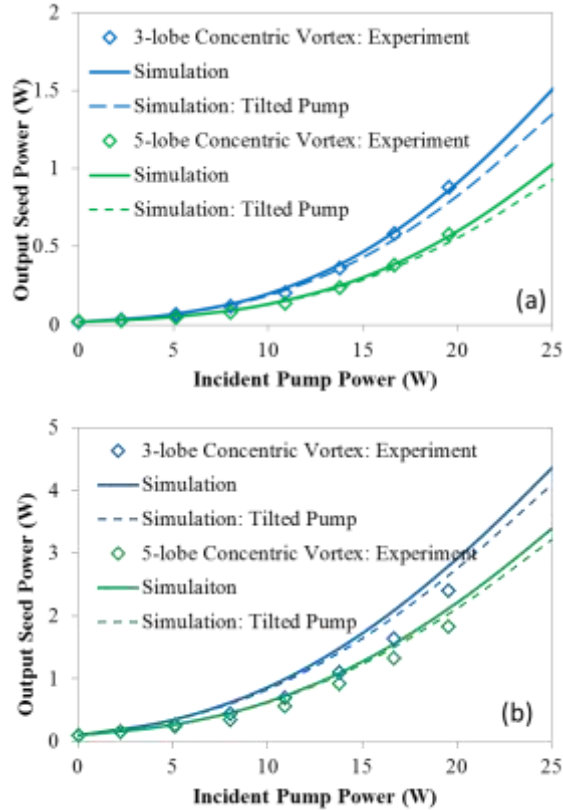 2
3-lobe Concentric Vortex: Experiment
Simulation
1.5
Simulation: Tilted Pump
5-lobe Concentric Vortex: Experiment
1
Simulation
Simulation: Tilted Pump
0.5
(a)
0
0 5 10 15 20 25
Output Seed Power (W)
Incident Pump Power (W)
5
3-lobe Concentric Vortex: Experiment
4
Simulation
Simulation: Tilted Pump
3
5-lobe Concentric Vortex: Experiment
Simulaiton
2
Simulation: Tilted Pump
1
(b)
0
0 5 10 15 20 25
Output Seed Power (W)
Incident Pump Power (W)